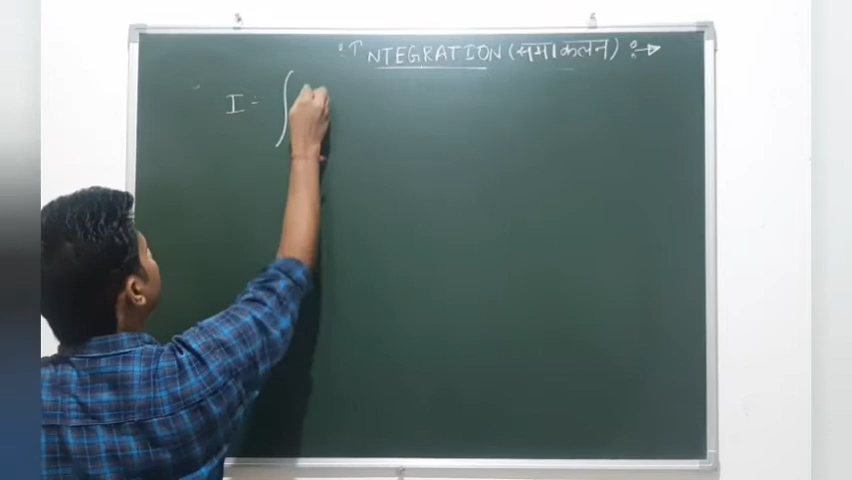 INTEGRATION (समाकलन) :→
I = ∫